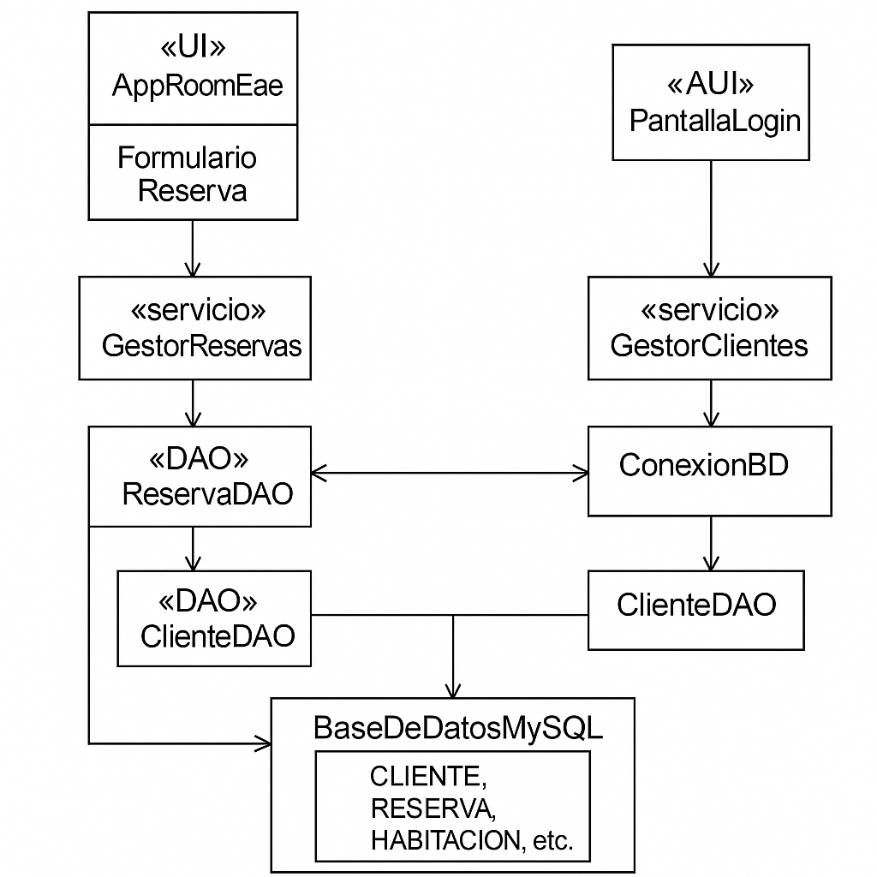 «UI»
AppRoomEae
Formulario
Reserva
«AUI»
PantallaLogin
«servicio»
GestorReservas
«servicio»
GestorClientes
«DAO»
ReservaDAO
ConexionBD
«DAO»
ClienteDAO
ClienteDAO
BaseDeDatosMySQL
CLIENTE,
RESERVA,
HABITACION, etc.